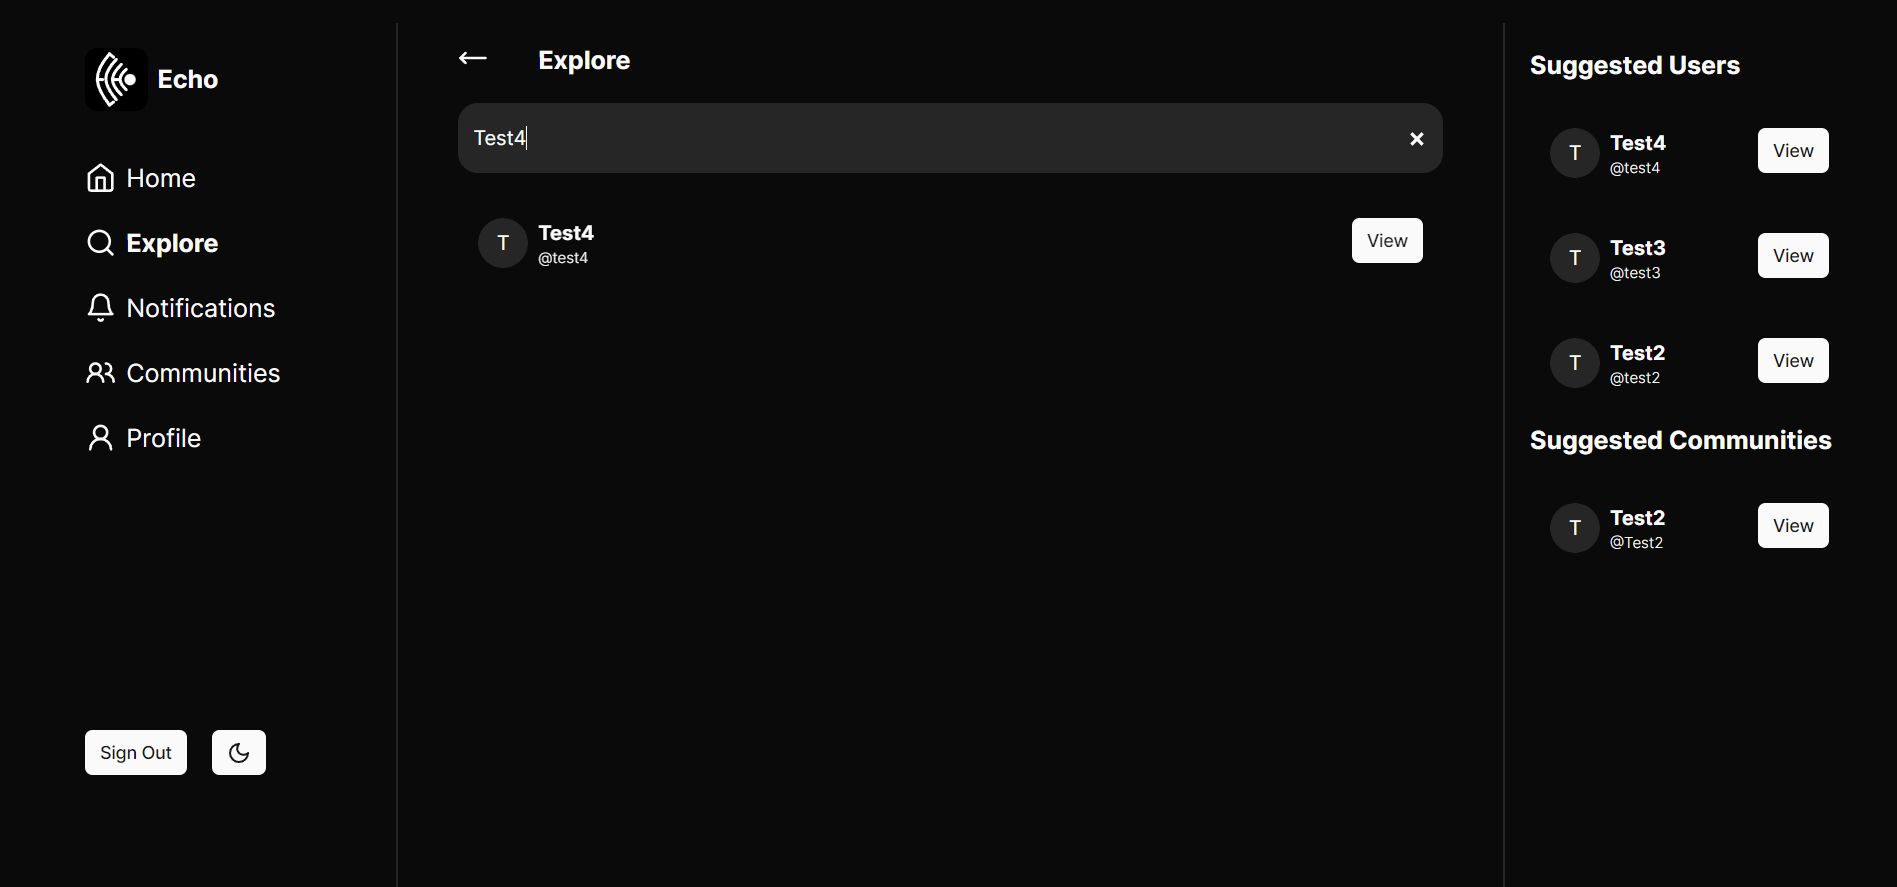 Echo
Home
Explore
Notifications
Communities
Profile
Sign Out
Explore
Test4
T
Test4
@test4
View
Suggested Users
T
Test4
@test4
View
T
Test3
@test3
View
T
Test2
@test2
View
Suggested Communities
T
Test2
@Test2
View